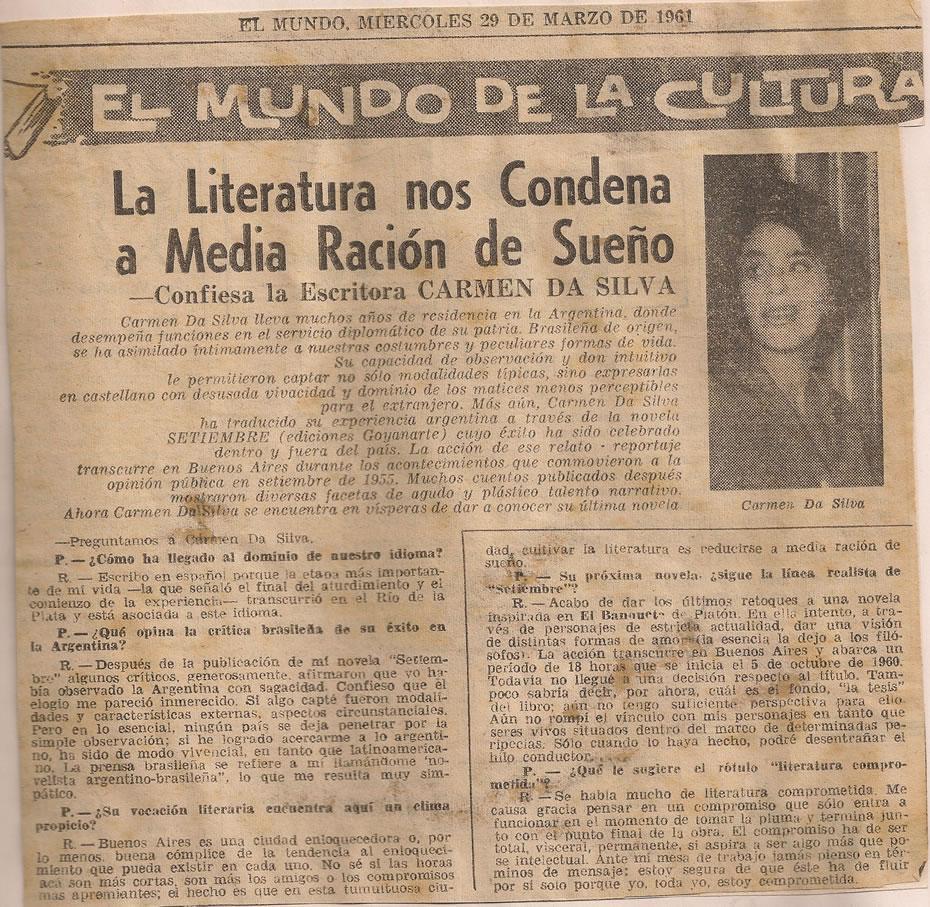 EL MUNDO, MIERCOLES 29 DE MARZO DE 1961
EL MUNDO DE LA CULTURA
La Literatura nos Condena
a Media Ración de Sueño
—Confiesa la Escritora CARMEN DA SILVA
Carmen Da Silva lleva muchos años de residencia en la Argentina, donde
desempeña funciones en el servicio diplomático de su patria. Brasileña de origen,
se ha asimilado íntimamente a nuestras costumbres y peculiares formas de vida.
Su capacidad de observación y don intuitivo
le permitieron captar no sólo modalidades típicas, sino expresarlas
en castellano con desusada vivacidad y dominio de los matices menos perceptibles
para el extranjero. Más aún, Carmen Da Silva
ha traducido su experiencia argentina a través de la novela
SETIEMBRE (ediciones Goyanarte) cuyo éxito ha sido celebrado
dentro y fuera del país. La acción de ese relato - reportaje
transcurre en Buenos Aires durante los acontecimientos que conmovieron a la
opinión pública en setiembre de 1955. Muchos cuentos publicados después
mostraron diversas facetas de agudo y plástico talento narrativo.
Ahora Carmen Da Silva se encuentra en vísperas de dar a conocer su última novela
Carmen Da Silva
—Preguntamos a Carmen Da Silva.
P. — ¿Cómo ha llegado al dominio de nuestro idioma?
R. — Escribo en español porque la etapa más importan-
te de mi vida —la que señaló el final del aturdimiento y el
comienzo de la experiencia— transcurrió en el Río de la
Plata y está asociada a este idioma.
P. — ¿Qué opina la crítica brasileña de su éxito en
la Argentina?
R. — Después de la publicación de mi novela "Setiem-
bre" algunos críticos, generosamente, afirmaron que yo ha-
bía observado la Argentina con sagacidad. Confieso que el
elogio me pareció inmerecido. Si algo capté fueron modali-
dades y características externas, aspectos circunstanciales.
Pero en lo esencial, ningún país se deja penetrar por la
simple observación; si he logrado acercarme a lo argenti-
no, ha sido de modo vivencial, en tanto que latinoamerica-
no. La prensa brasileña se refiere a mí llamándome "no-
velista argentino-brasileña", lo que me resulta muy sim-
pático.
P. — ¿Su vocación literaria encuentra aquí un clima
propicio?
R. — Buenos Aires es una ciudad enloquecedora o, por
lo menos, buena cómplice de la tendencia al enloqueci-
miento que pueda existir en cada uno. No sé si las horas
acá son más cortas, son más los amigos o los compromisos
más apremiantes; el hecho es que en esta tumultuosa ciu-
dad, cultivar la literatura es reducirse a media ración de
sueño.
P. — Su próxima novela, ¿sigue la línea realista de
"Setiembre"?
R. — Acabo de dar los últimos retoques a una novela
inspirada en El Banquete de Platón. En ella intento, a tra-
vés de personajes de estricta actualidad, dar una visión
de distintas formas de amor (la esencia la dejo a los filó-
sofos). La acción transcurre en Buenos Aires y abarca un
período de 18 horas que se inicia el 5 de octubre de 1960.
Todavía no llegué a una decisión respecto al título. Tam-
poco sabría decir, por ahora, cuál es el fondo, "la tesis"
del libro; aún no tengo suficiente perspectiva para ello.
Aún no rompí el vínculo con mis personajes en tanto que
seres vivos situados dentro del marco de determinadas pe-
ripecias. Sólo cuando lo haya hecho, podré desentrañar el
hilo conductor.
P. — ¿Qué le sugiere el rótulo "literatura compro-
metida"?
R. — Se habla mucho de literatura comprometida. Me
causa gracia pensar en un compromiso que sólo entra a
funcionar en el momento de tomar la pluma y termina jun-
to con el punto final de la obra. El compromiso ha de ser
total, visceral, permanente, si aspira a ser algo más que po-
se intelectual. Ante mi mesa de trabajo jamás pienso en tér-
minos de mensaje; estoy segura de que éste ha de fluir
por sí solo porque yo, toda yo, estoy comprometida.